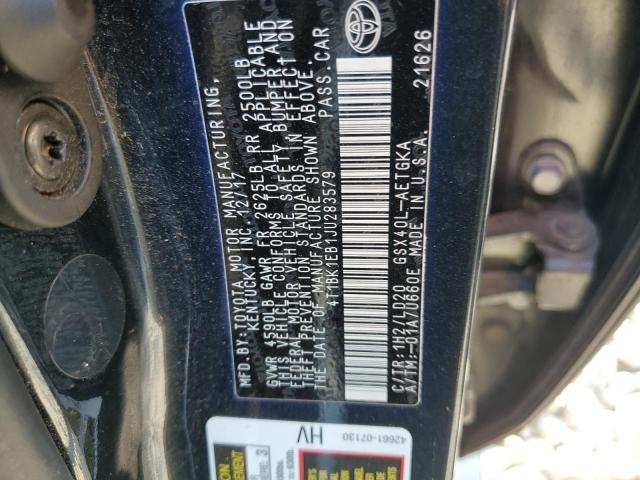 MFD.BY:TOYOTA MOTOR MANUFACTURING,
KENTUCKY, INC. 12/17
GVWR 4590LB GAWR FR 2625LB RR 2500LB
THIS VEHICLE CONFORMS TO ALL APPLICABLE
FEDERAL MOTOR VEHICLE SAFETY, BUMPER, AND
THEFT PREVENTION STANDARDS IN EFFECT ON
THE DATE OF MANUFACTURE SHOWN ABOVE.
4T1BK1EB1JU283579 PASS.CAR
C/TR:1H2/LD20 GSX40L-AETGKA
A/TM:-01A/U660E MADE IN U.S.A. 21626
HV
42661-07130